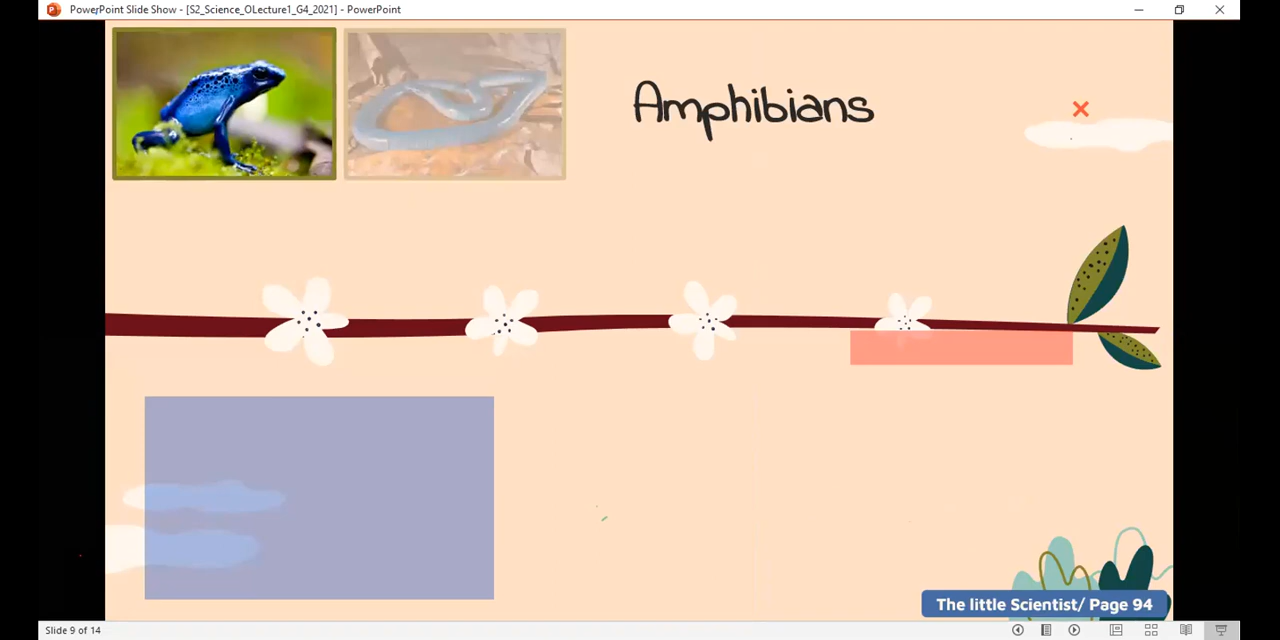 PowerPoint Slide Show - [S2_Science_OLecture1_G4_2021] - PowerPoint
Amphibians
The little Scientist/ Page 94
Slide 9 of 14